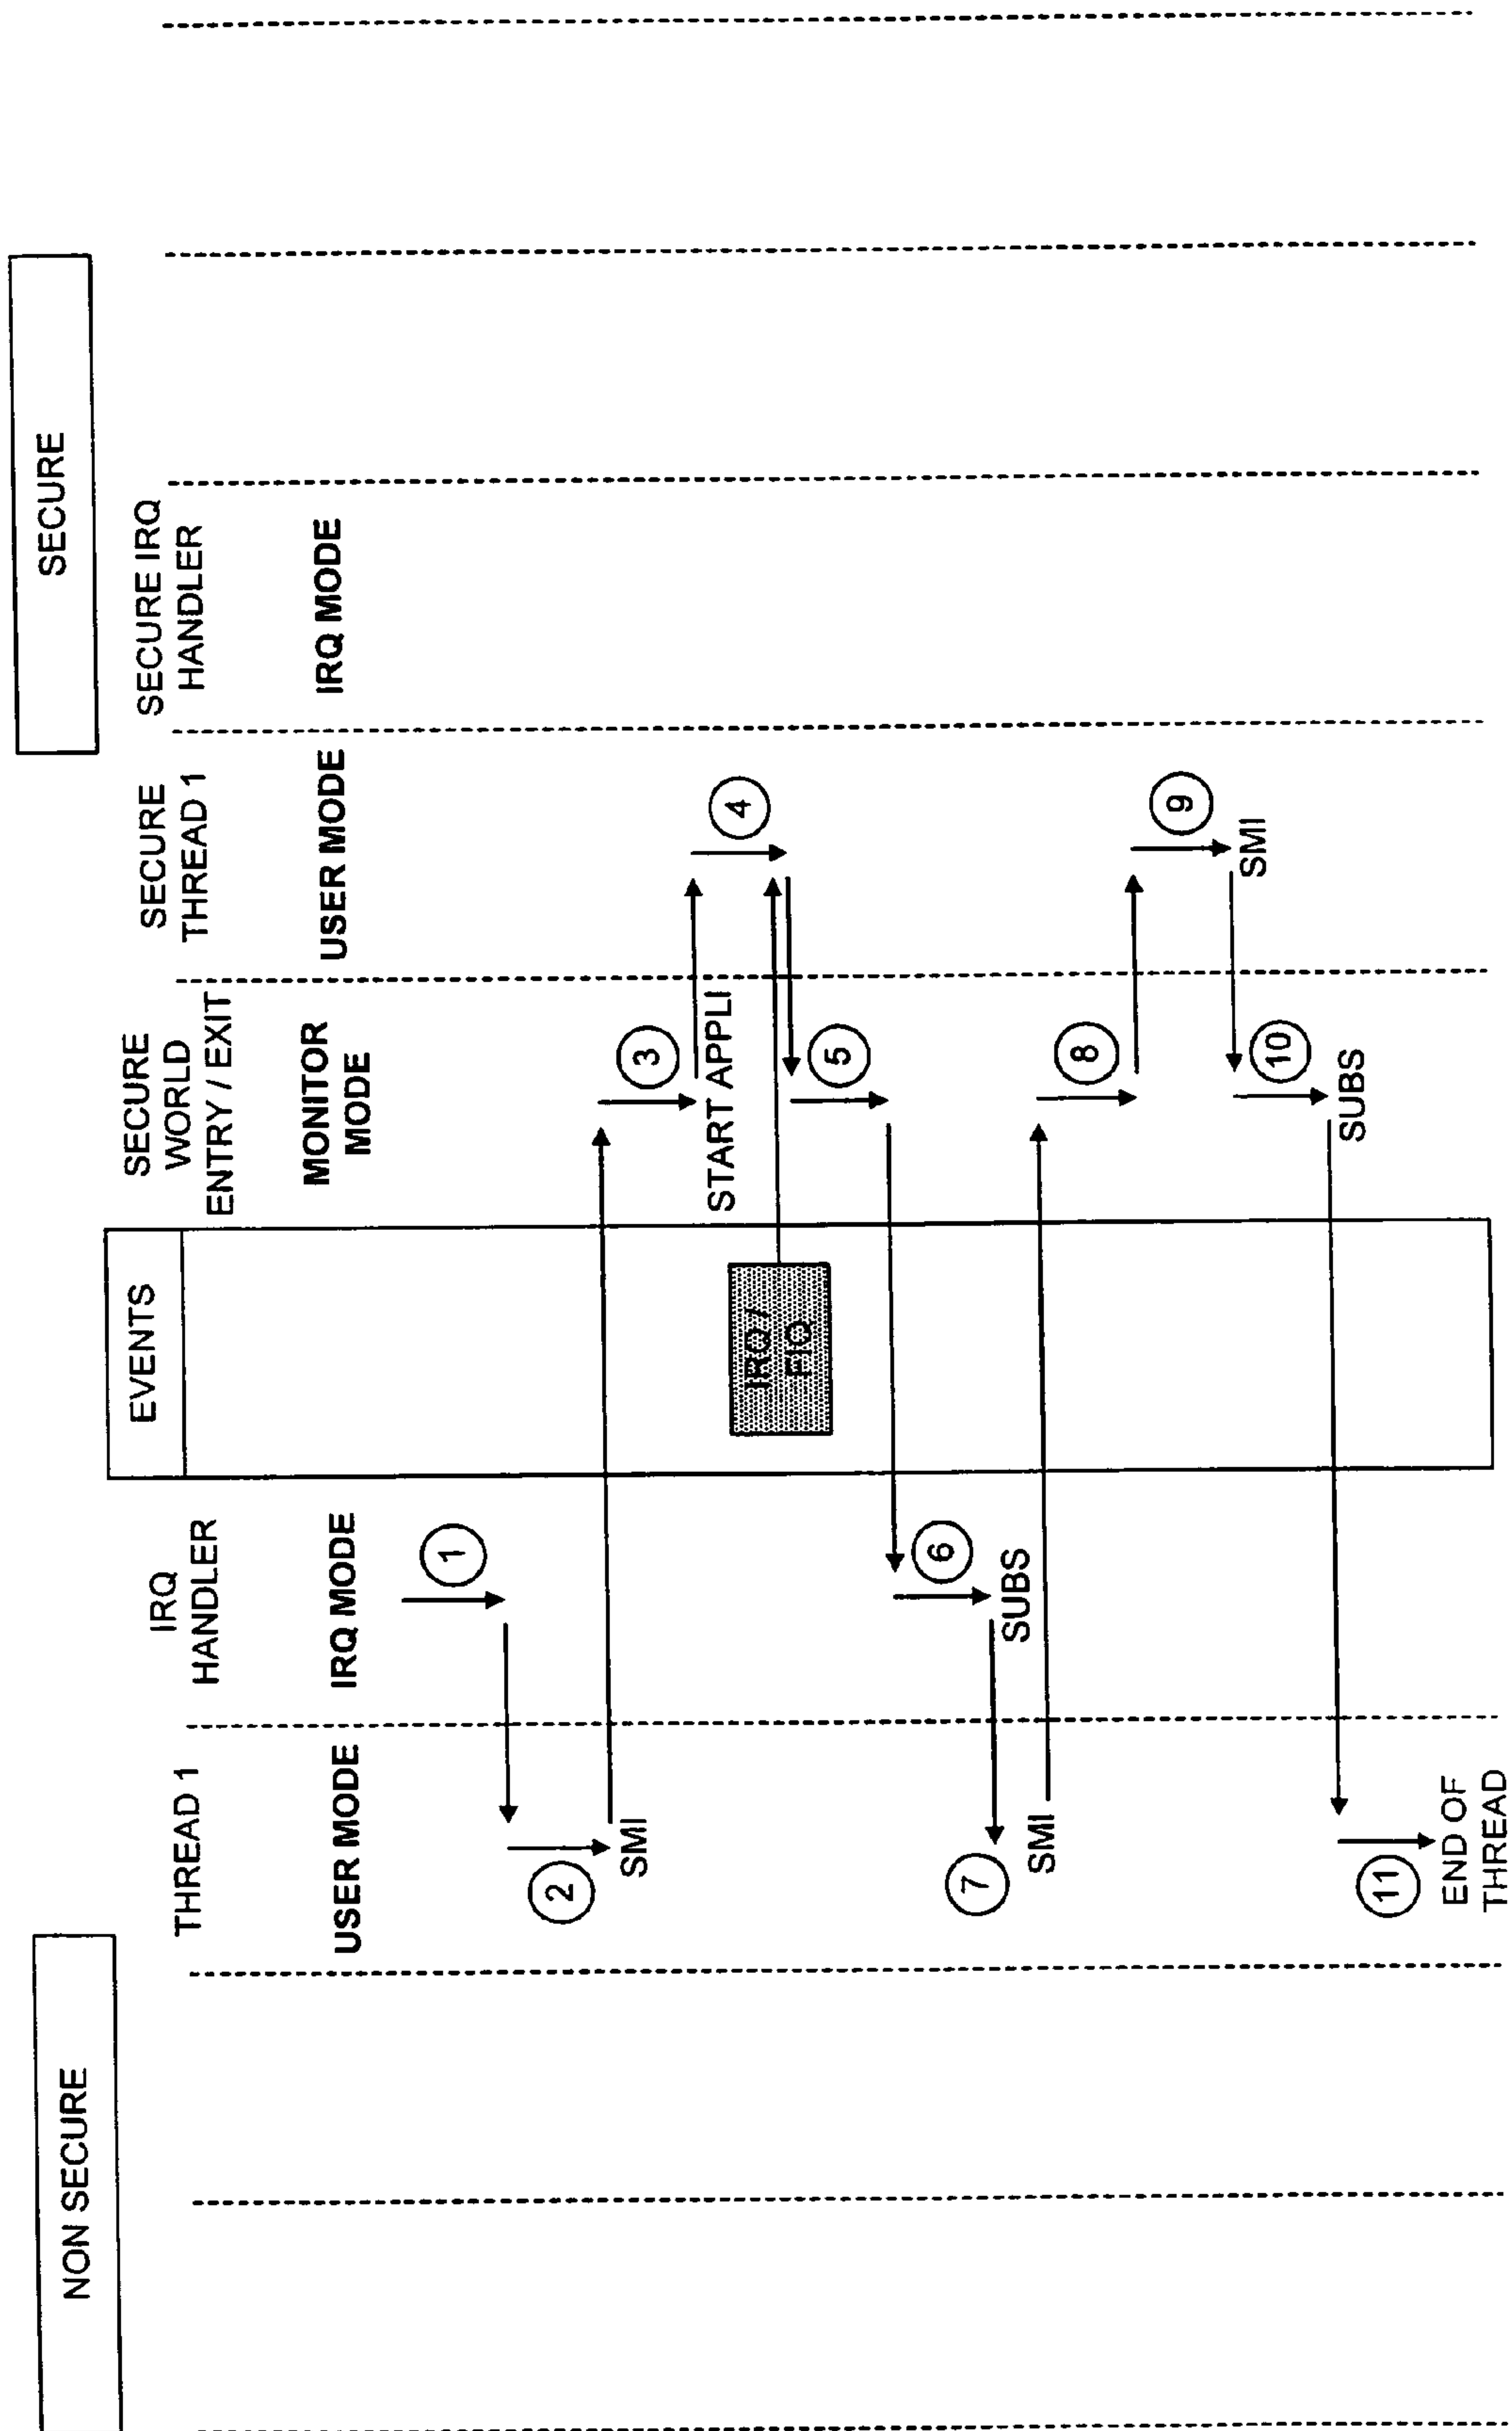 NON SECURE
SECURE
THREAD 1
USER MODE
IRQ
HANDLER
IRQ MODE
EVENTS
SECURE
WORLD
ENTRY / EXIT
MONITOR
MODE
SECURE
THREAD 1
USER MODE
SECURE IRQ
HANDLER
IRQ MODE
1
2
SMI
3
START APPLI
4
IRQ /
FIQ
5
6
SUBS
7
SMI
8
9
SMI
10
SUBS
11
END OF
THREAD